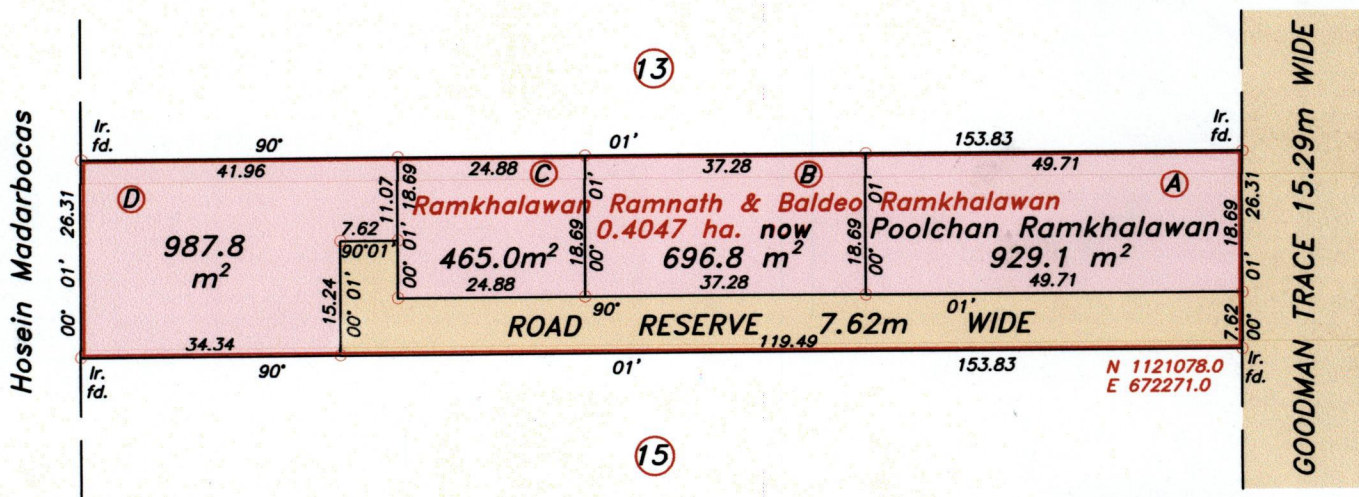 13
Ir.
fd.
90°
01'
153.83
Ir.
fd.
41.96
24.88
37.28
49.71
D
C
B
A
Hosein Madarbocas
00° 01' 26.31
987.8
m²
7.62
90°01'
11.07
00° 01' 18.69
15.24
00° 01'
Ramkhalawan Ramnath & Baldeo Ramkhalawan
0.4047 ha. now Poolchan Ramkhalawan
465.0m²
696.8 m²
929.1 m²
18.69
00° 01'
18.69
00° 01'
18.69
7.62
00° 01' 26.31
24.88
37.28
49.71
90°
01'
ROAD RESERVE 7.62m WIDE
34.34
119.49
Ir.
fd.
90°
01'
153.83
N 1121078.0
E 672271.0
Ir.
fd.
15
GOODMAN TRACE 15.29m WIDE